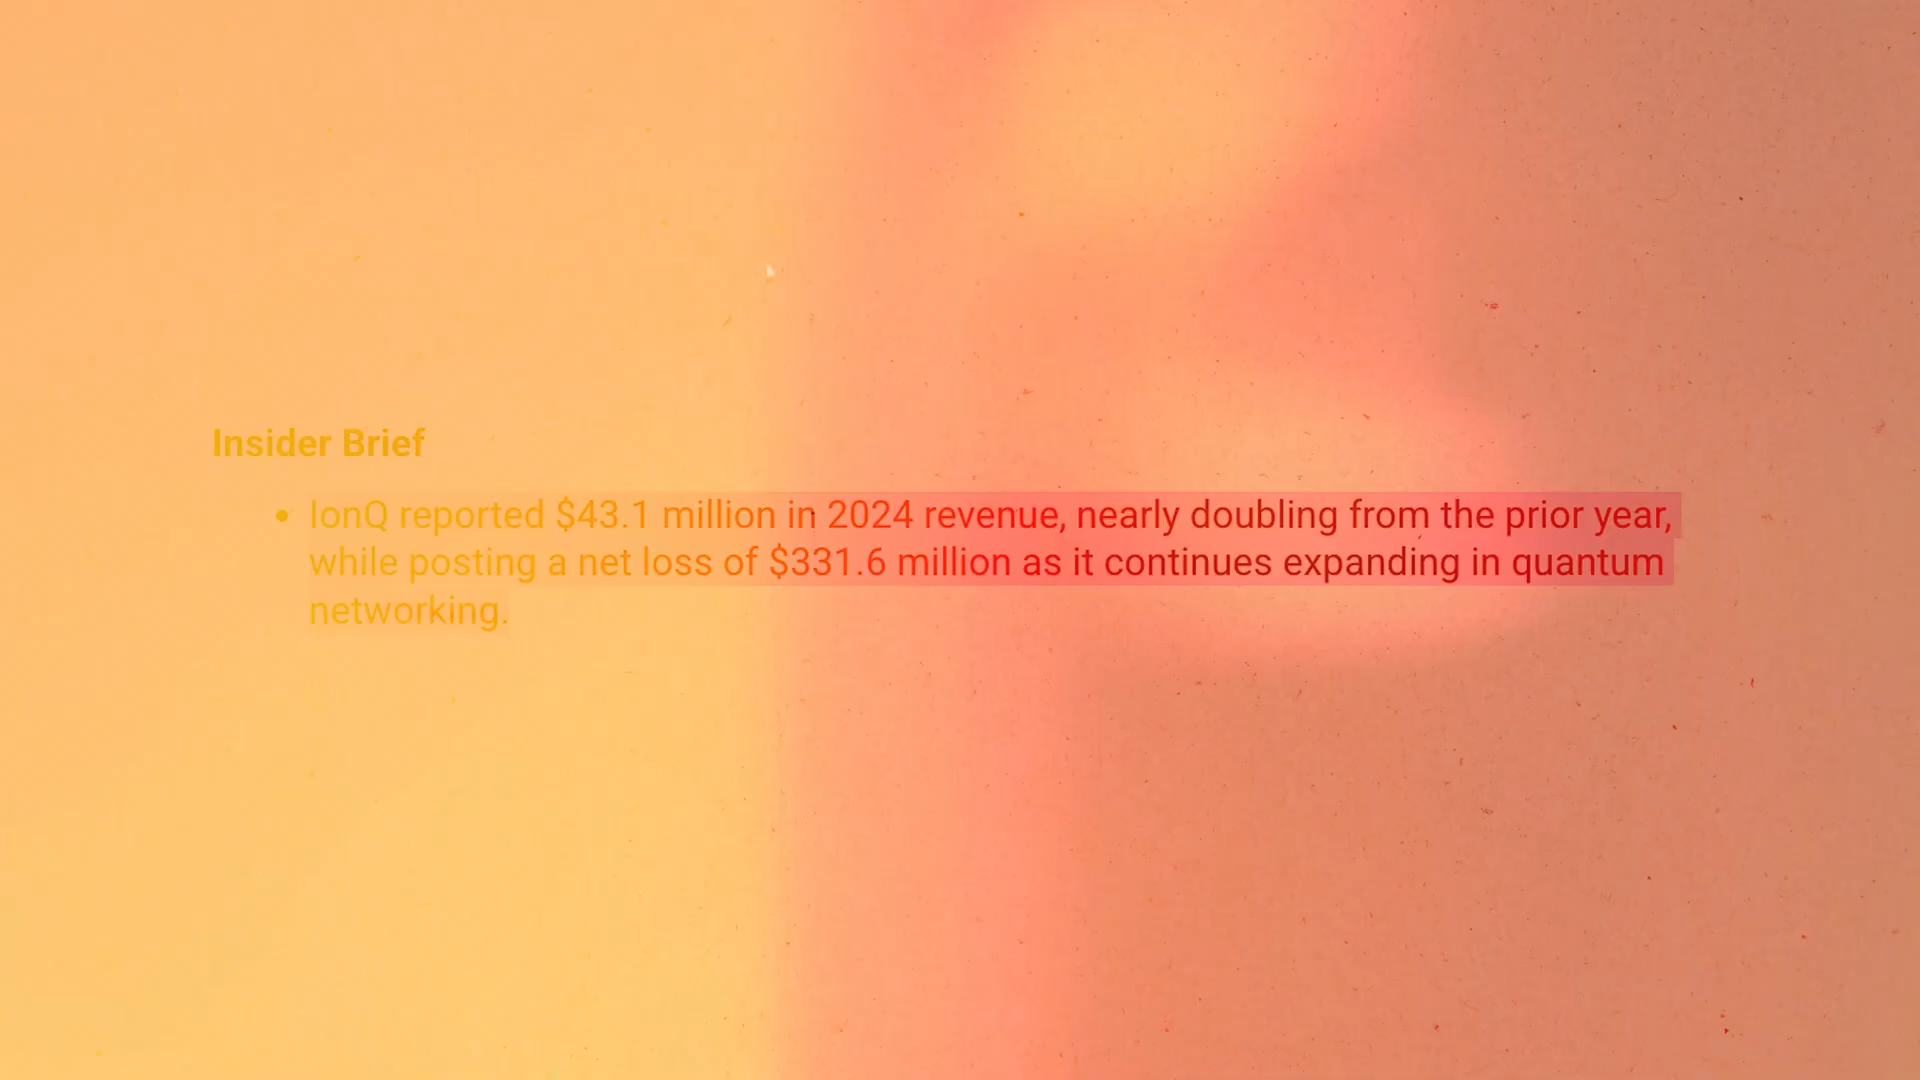 Insider Brief
• IonQ reported $43.1 million in 2024 revenue, nearly doubling from the prior year,
while posting a net loss of $331.6 million as it continues expanding in quantum
networking.